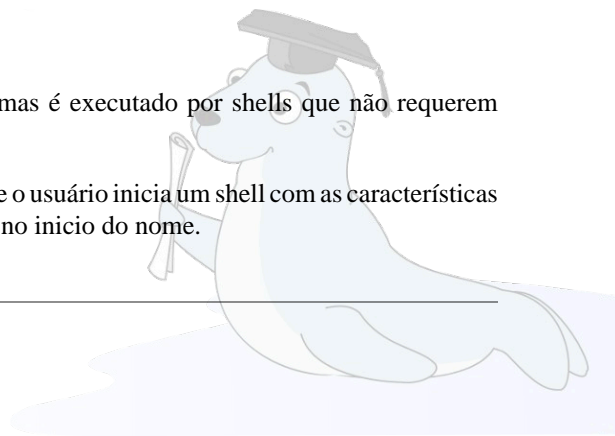 mas é executado por shells que não requerem
e o usuário inicia um shell com as características
no inicio do nome.